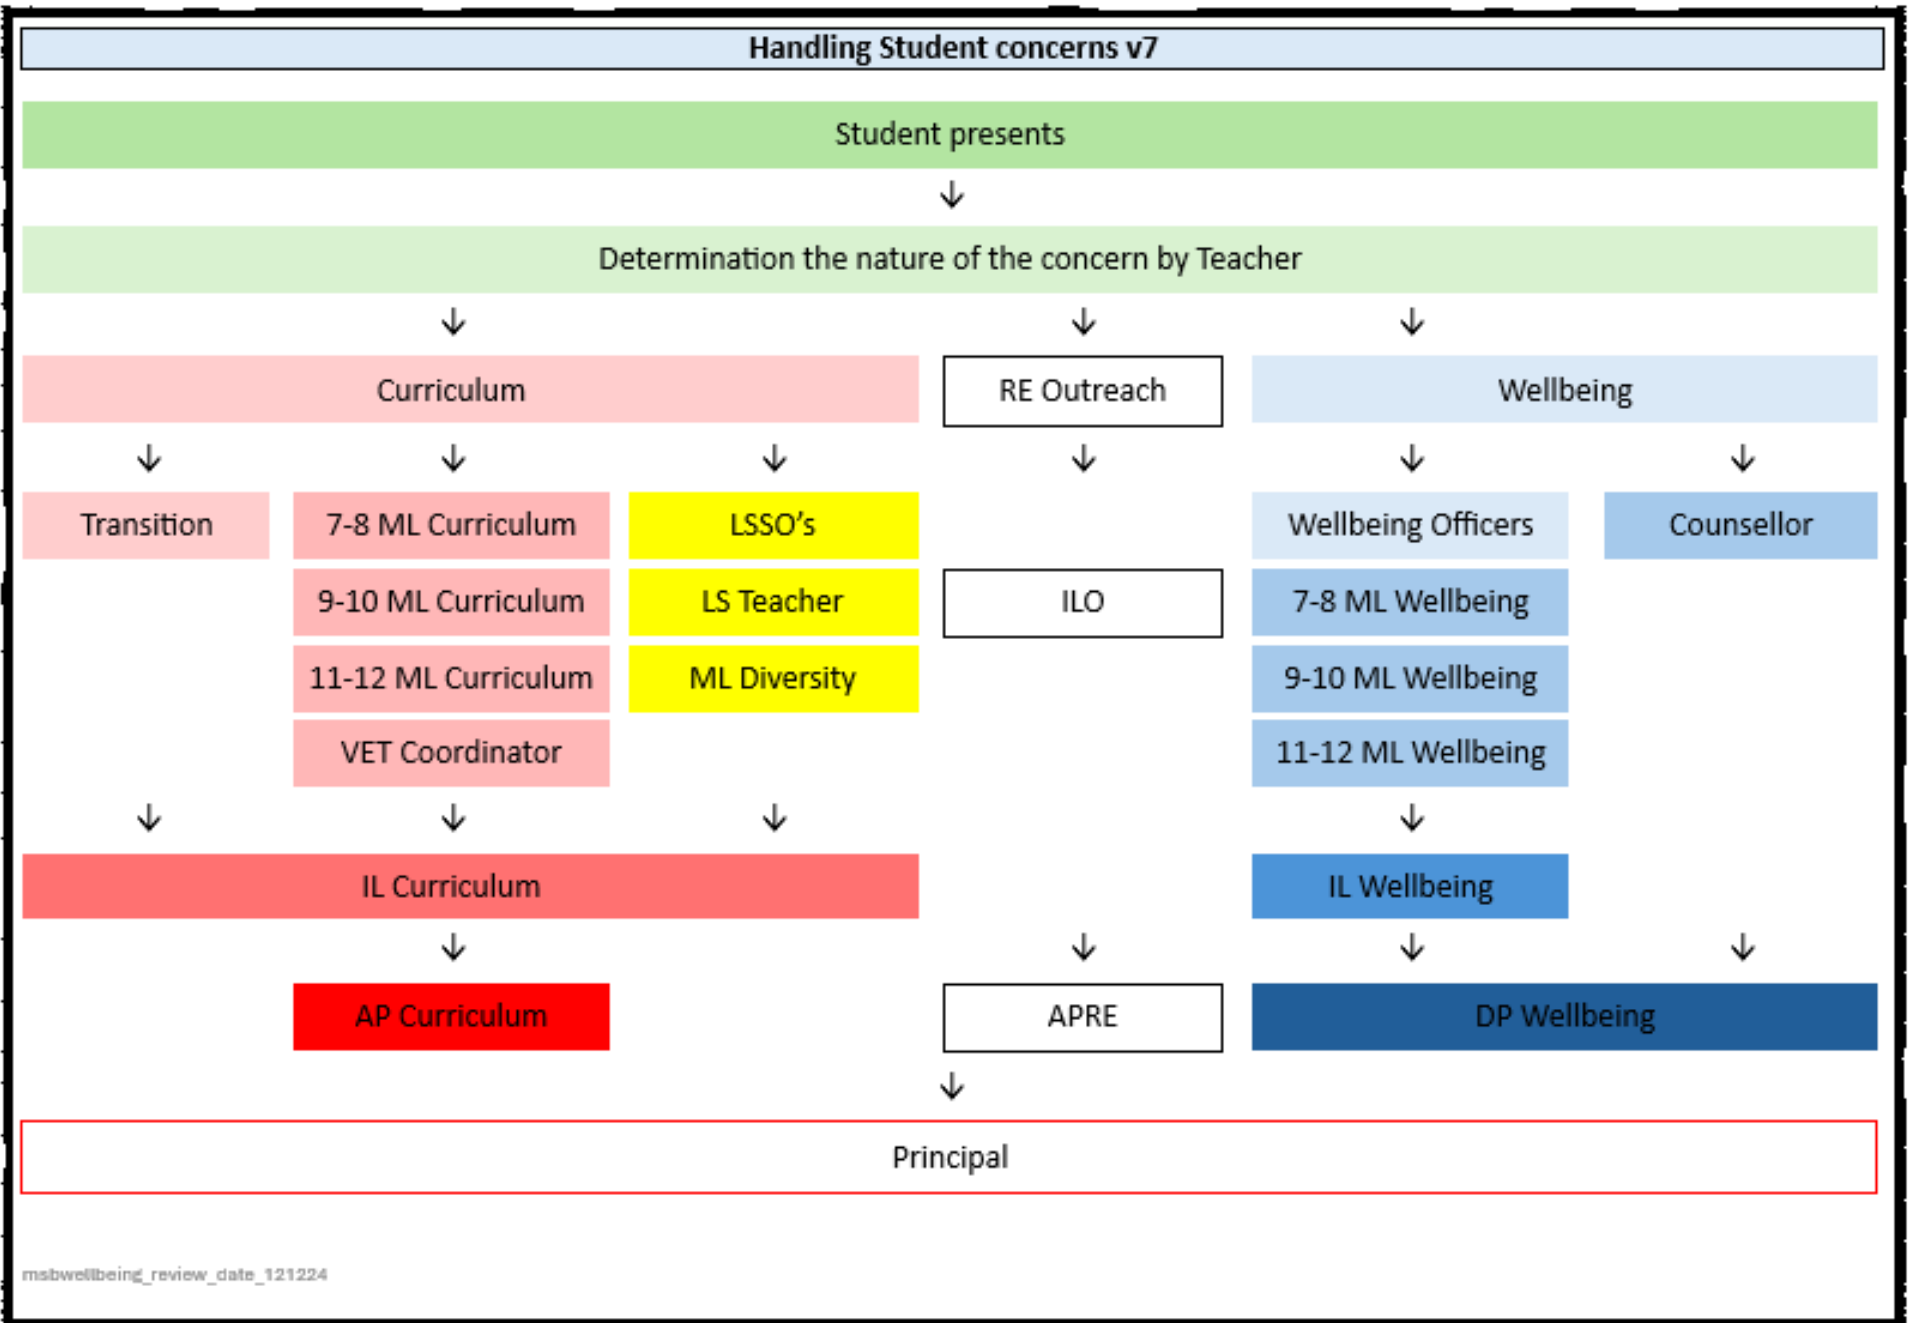 Handling Student concerns v7
Student presents
↓
Determination the nature of the concern by Teacher
↓ ↓ ↓
Curriculum RE Outreach Wellbeing
↓ ↓ ↓ ↓ ↓ ↓
Transition 7-8 ML Curriculum LSSO’s Wellbeing Officers Counsellor
9-10 ML Curriculum LS Teacher ILO 7-8 ML Wellbeing
11-12 ML Curriculum ML Diversity 9-10 ML Wellbeing
VET Coordinator 11-12 ML Wellbeing
↓ ↓ ↓ ↓
IL Curriculum IL Wellbeing
↓ ↓ ↓ ↓
AP Curriculum APRE DP Wellbeing
↓
Principal
msbwellbeing_review_date_121224